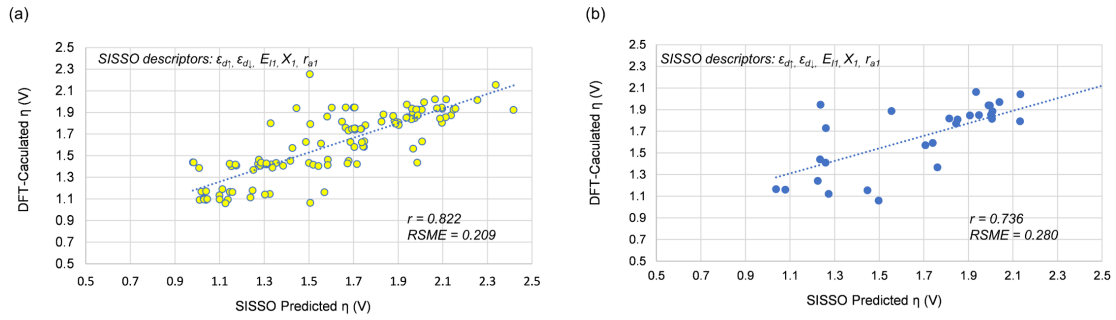 (a)
SISSO descriptors: εd↑, εd↓, EI1, X1, ra1
DFT-Caculated η (V)
2.5
2.3
2.1
1.9
1.7
1.5
1.3
1.1
0.9
0.7
0.5
r = 0.822
RSME = 0.209
0.5 0.7 0.9 1.1 1.3 1.5 1.7 1.9 2.1 2.3 2.5
SISSO Predicted η (V)
(b)
SISSO descriptors: εd↑, εd↓, EI1, X1, ra1
DFT-Caculated η (V)
2.5
2.3
2.1
1.9
1.7
1.5
1.3
1.1
0.9
0.7
0.5
r = 0.736
RSME = 0.280
0.5 0.7 0.9 1.1 1.3 1.5 1.7 1.9 2.1 2.3 2.5
SISSO Predicted η (V)